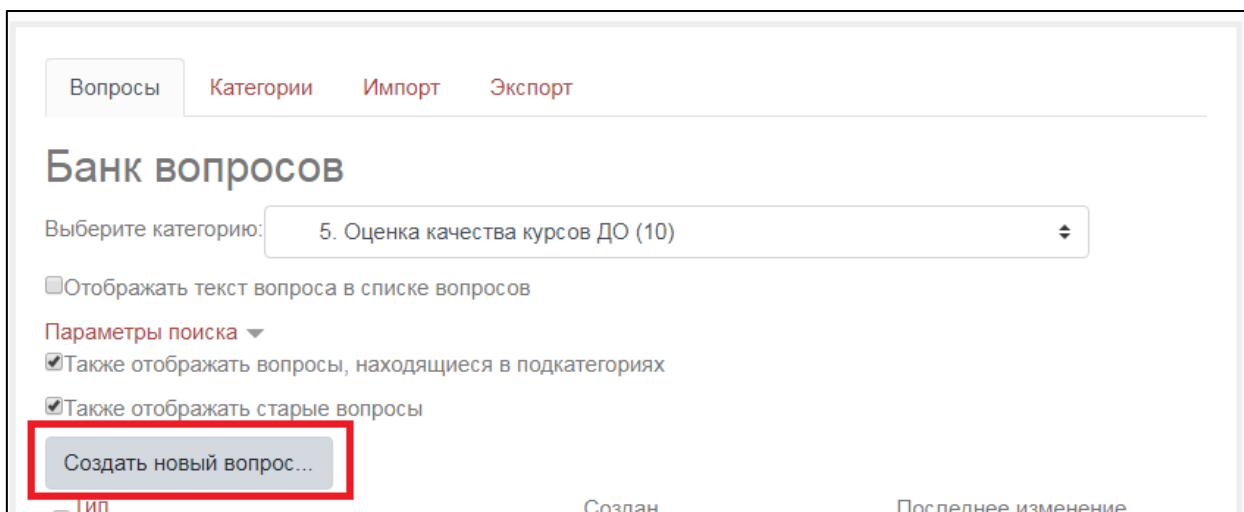 Вопросы Категории Импорт Экспорт
Банк вопросов
Выберите категорию: 5. Оценка качества курсов ДО (10)
Отображать текст вопроса в списке вопросов
Параметры поиска
Также отображать вопросы, находящиеся в подкатегориях
Также отображать старые вопросы
Создать новый вопрос...
Тип Создан Последнее изменение